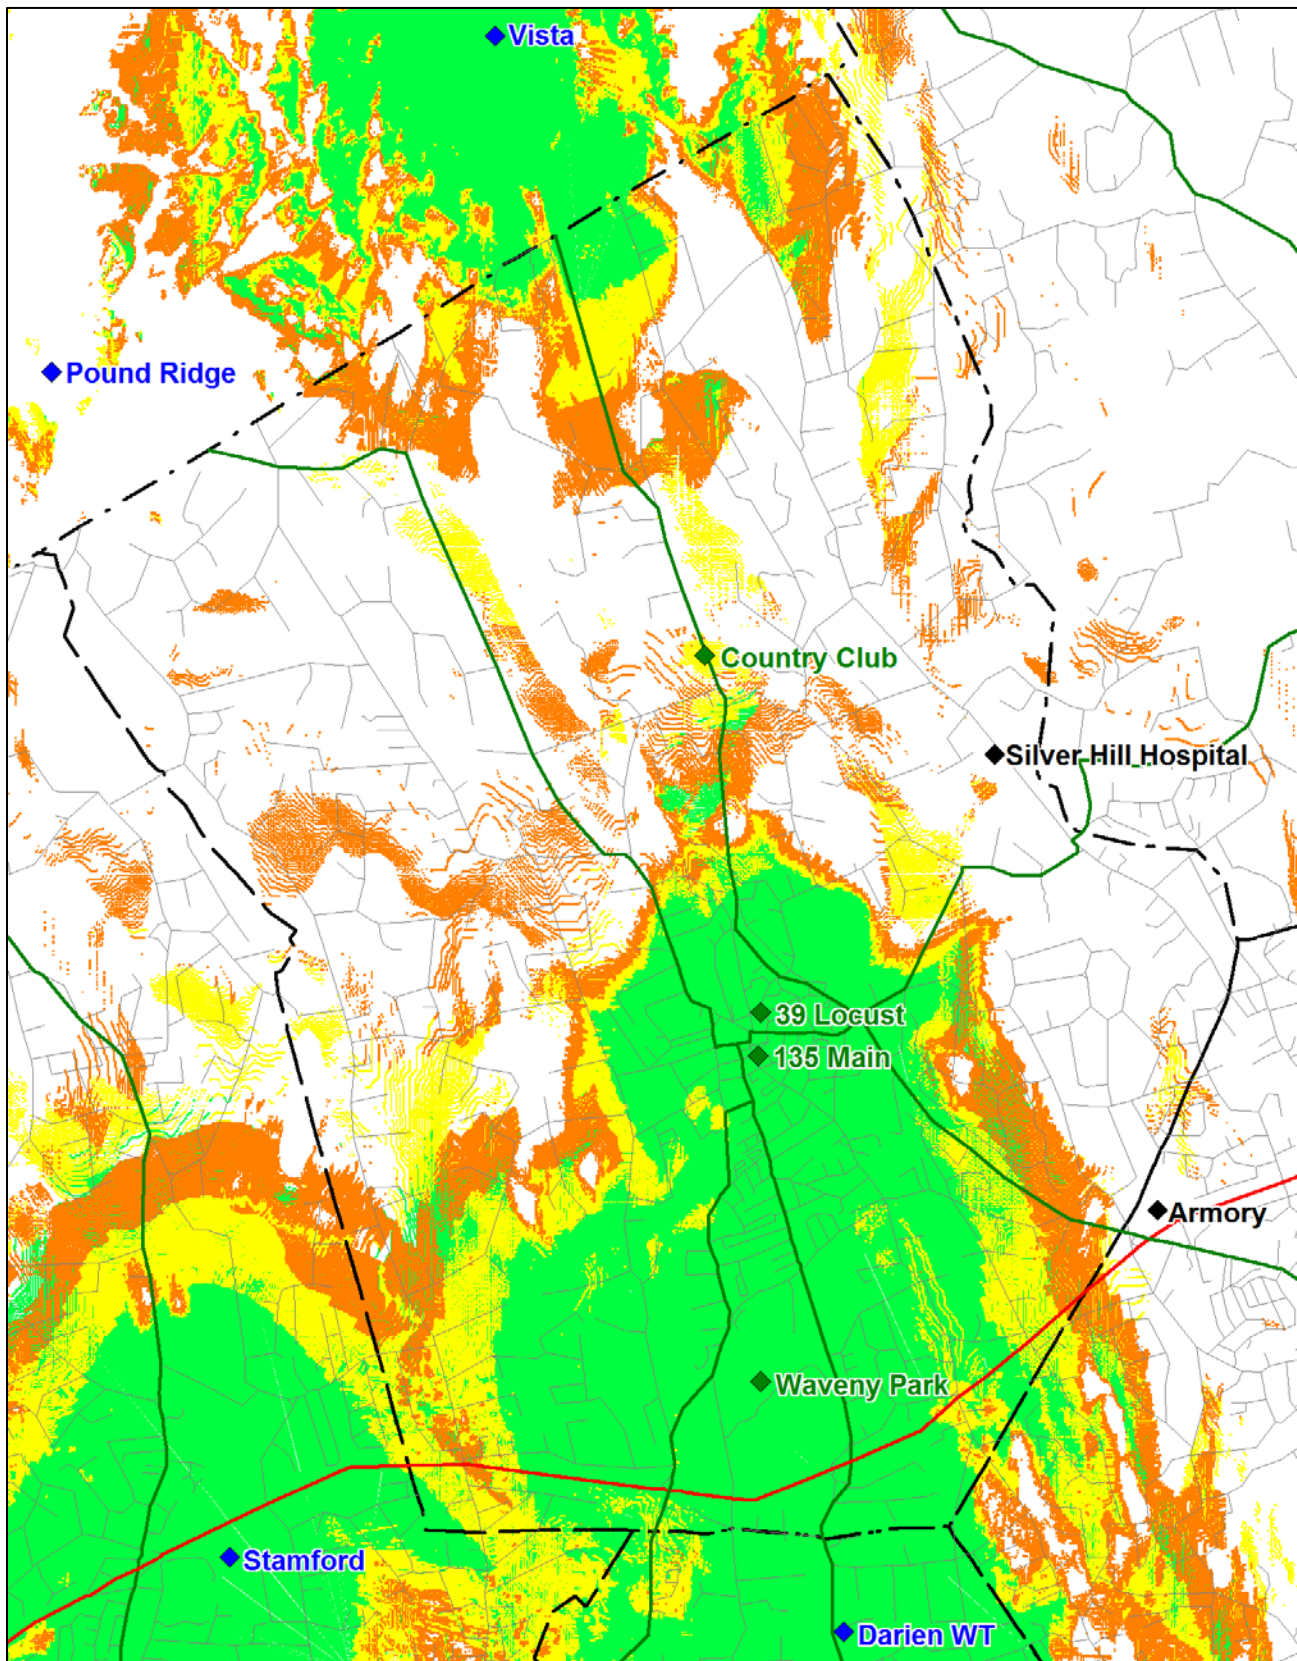 Vista
Pound Ridge
Country Club
Silver Hill Hospital
39 Locust
135 Main
Armory
Waveny Park
Stamford
Darien WT